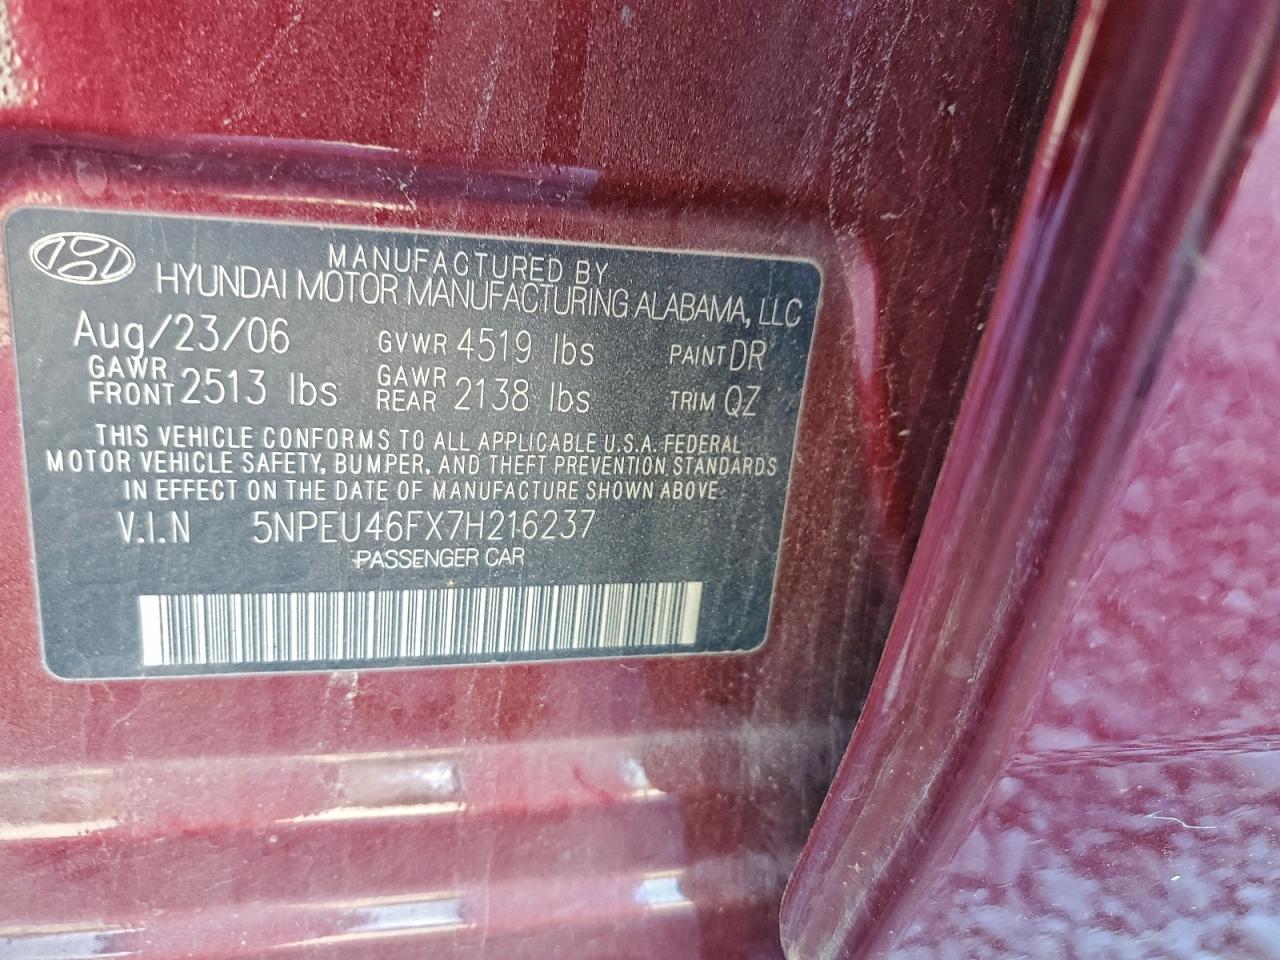 MANUFACTURED BY
HYUNDAI MOTOR MANUFACTURING ALABAMA, LLC
Aug/23/06 GVWR 4519 lbs PAINT DR
GAWR FRONT 2513 lbs GAWR REAR 2138 lbs TRIM QZ
THIS VEHICLE CONFORMS TO ALL APPLICABLE U.S.A. FEDERAL
MOTOR VEHICLE SAFETY, BUMPER, AND THEFT PREVENTION STANDARDS
IN EFFECT ON THE DATE OF MANUFACTURE SHOWN ABOVE
V.I.N 5NPEU46FX7H216237
PASSENGER CAR